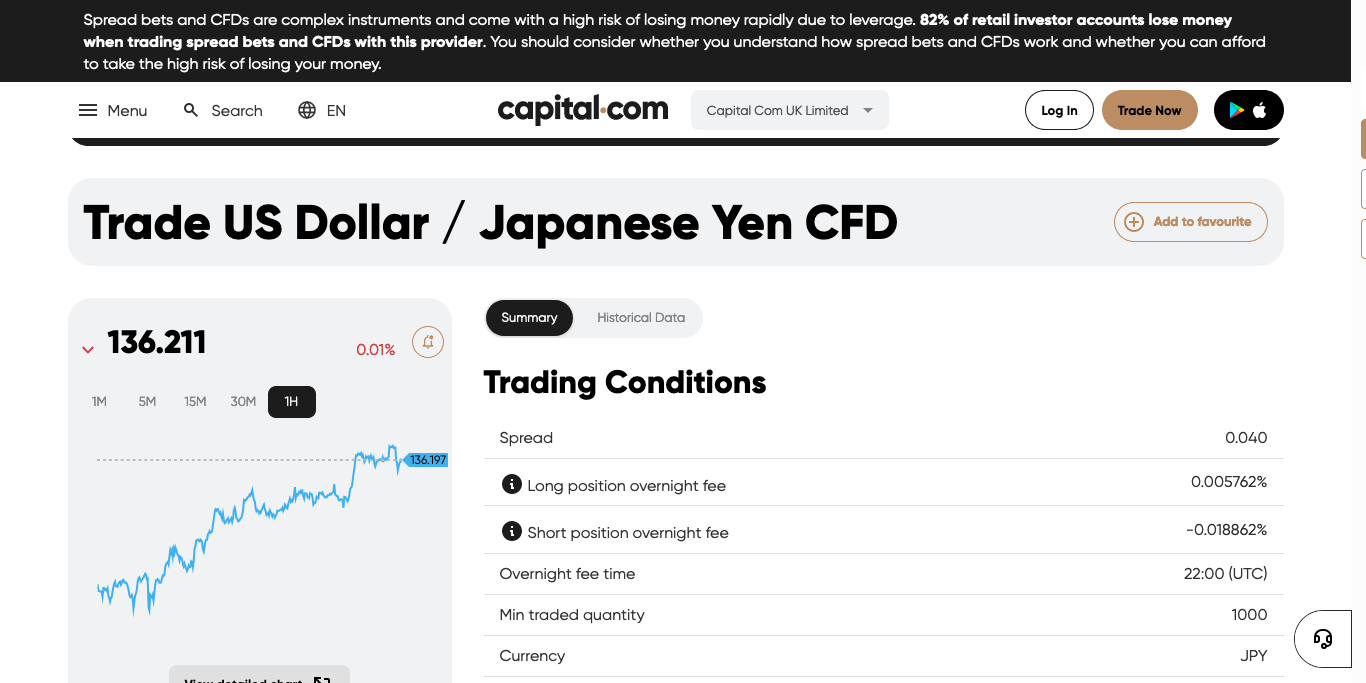 Spread bets and CFDs are complex instruments and come with a high risk of losing money rapidly due to leverage. 82% of retail investor accounts lose money
when trading spread bets and CFDs with this provider. You should consider whether you understand how spread bets and CFDs work and whether you can afford
to take the high risk of losing your money.
Menu Search EN capital.com Capital Com UK Limited Log In Trade Now
Trade US Dollar / Japanese Yen CFD
Add to favourite
136.211 0.01%
1M 5M 15M 30M 1H
136.197
View detailed chart
Summary Historical Data
Trading Conditions
Spread 0.040
Long position overnight fee 0.005762%
Short position overnight fee -0.018862%
Overnight fee time 22:00 (UTC)
Min traded quantity 1000
Currency JPY